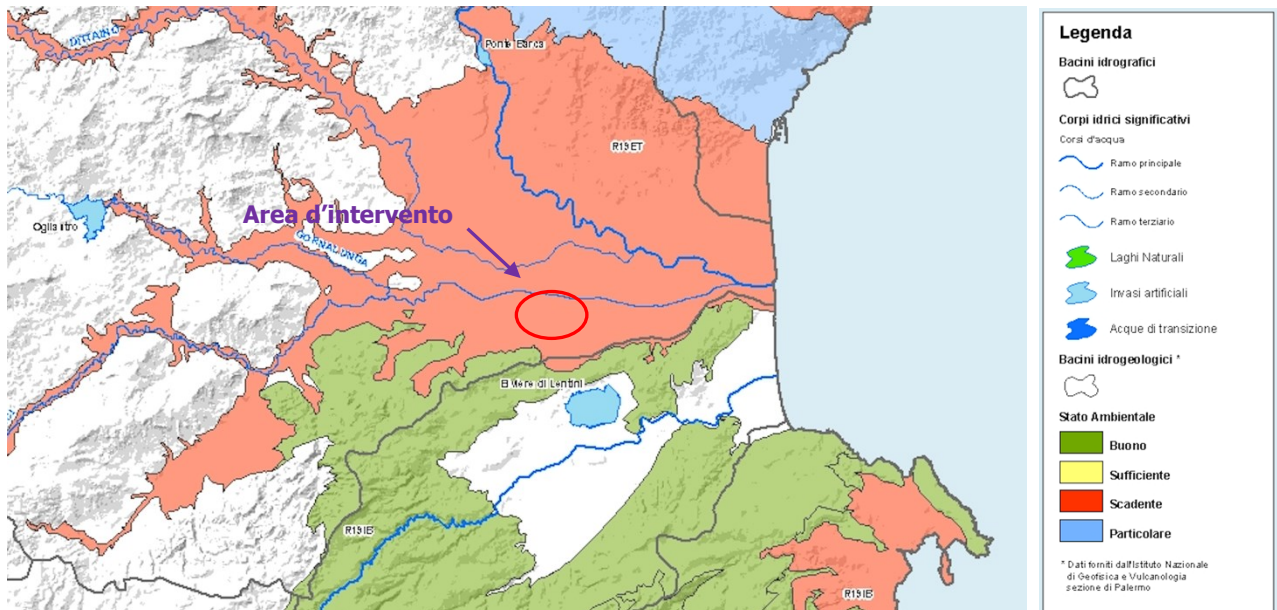 DITTAINO
Ponte Barca
R19ET
Area d'intervento
Ogliastro
GORNALUNGA
Biviere di Lentini
R19IB
R19IB
Legenda
Bacini idrografici
Corpi idrici significativi
Corsi d'acqua
Ramo principale
Ramo secondario
Ramo terziario
Laghi Naturali
Invasi artificiali
Acque di transizione
Bacini idrogeologici *
Stato Ambientale
Buono
Sufficiente
Scadente
Particolare
* Dati forniti dall'Istituto Nazionale
di Geofisica e Vulcanologia
sezione di Palermo